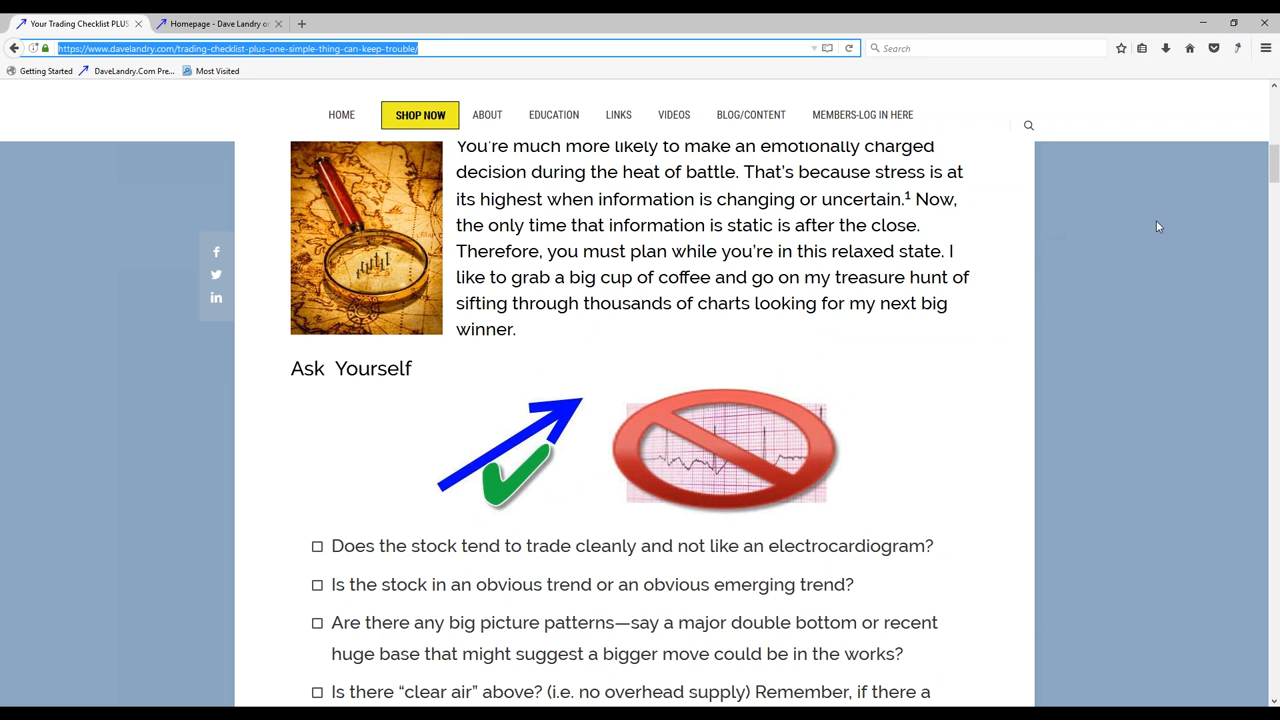 Your Trading Checklist PLUS
Homepage - Dave Landry on
https://www.davelandry.com/trading-checklist-plus-one-simple-thing-can-keep-trouble/
Search
Getting Started
DaveLandry.Com Pre...
Most Visited
HOME SHOP NOW ABOUT EDUCATION LINKS VIDEOS BLOG/CONTENT MEMBERS-LOG IN HERE
You're much more likely to make an emotionally charged
decision during the heat of battle. That's because stress is at
its highest when information is changing or uncertain.¹ Now,
the only time that information is static is after the close.
Therefore, you must plan while you're in this relaxed state. I
like to grab a big cup of coffee and go on my treasure hunt of
sifting through thousands of charts looking for my next big
winner.
Ask Yourself
Does the stock tend to trade cleanly and not like an electrocardiogram?
Is the stock in an obvious trend or an obvious emerging trend?
Are there any big picture patterns—say a major double bottom or recent
huge base that might suggest a bigger move could be in the works?
Is there “clear air” above? (i.e. no overhead supply) Remember, if there a